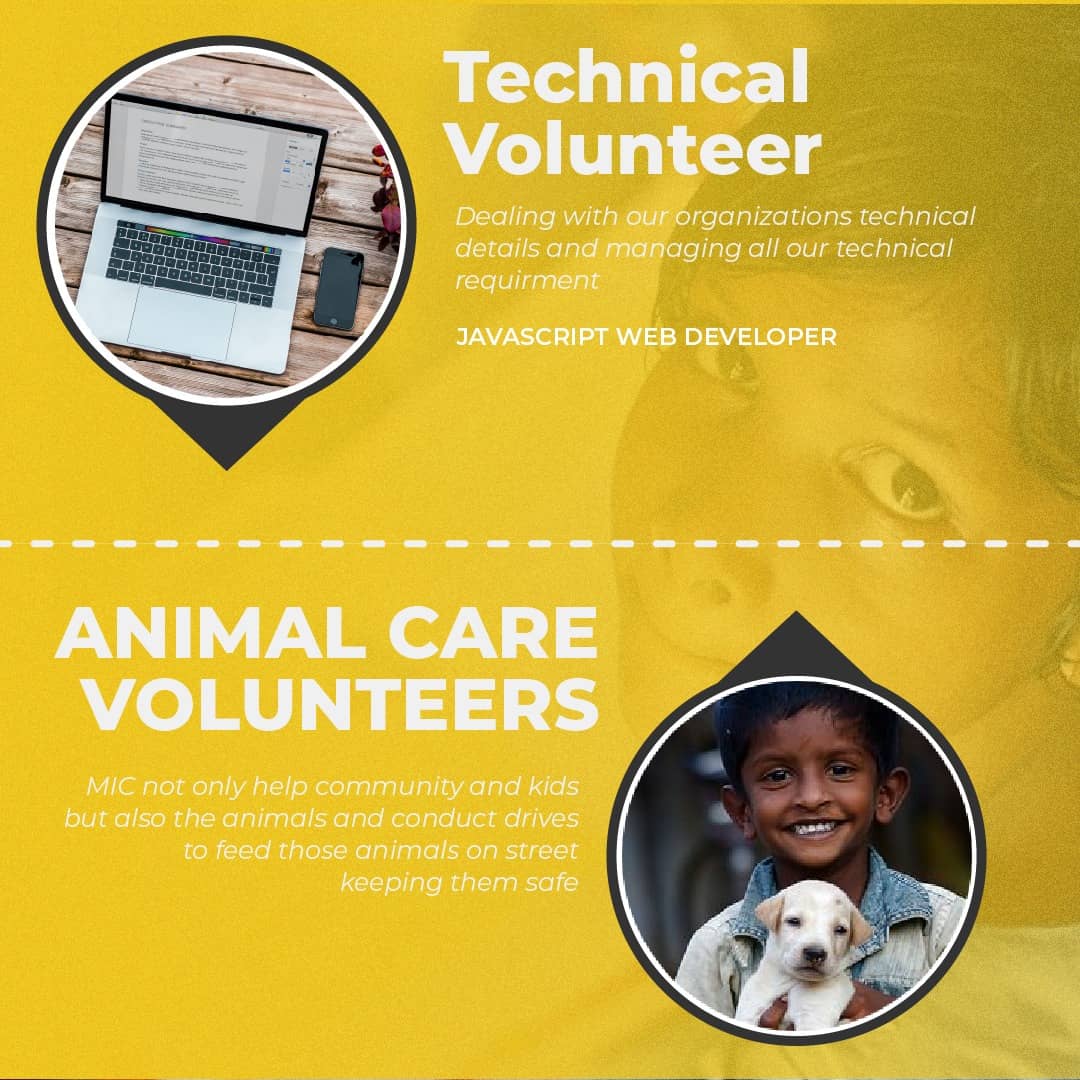 Technical
Volunteer
Dealing with our organizations technical
details and managing all our technical
requirment
JAVASCRIPT WEB DEVELOPER
ANIMAL CARE
VOLUNTEERS
MIC not only help community and kids
but also the animals and conduct drives
to feed those animals on street
keeping them safe